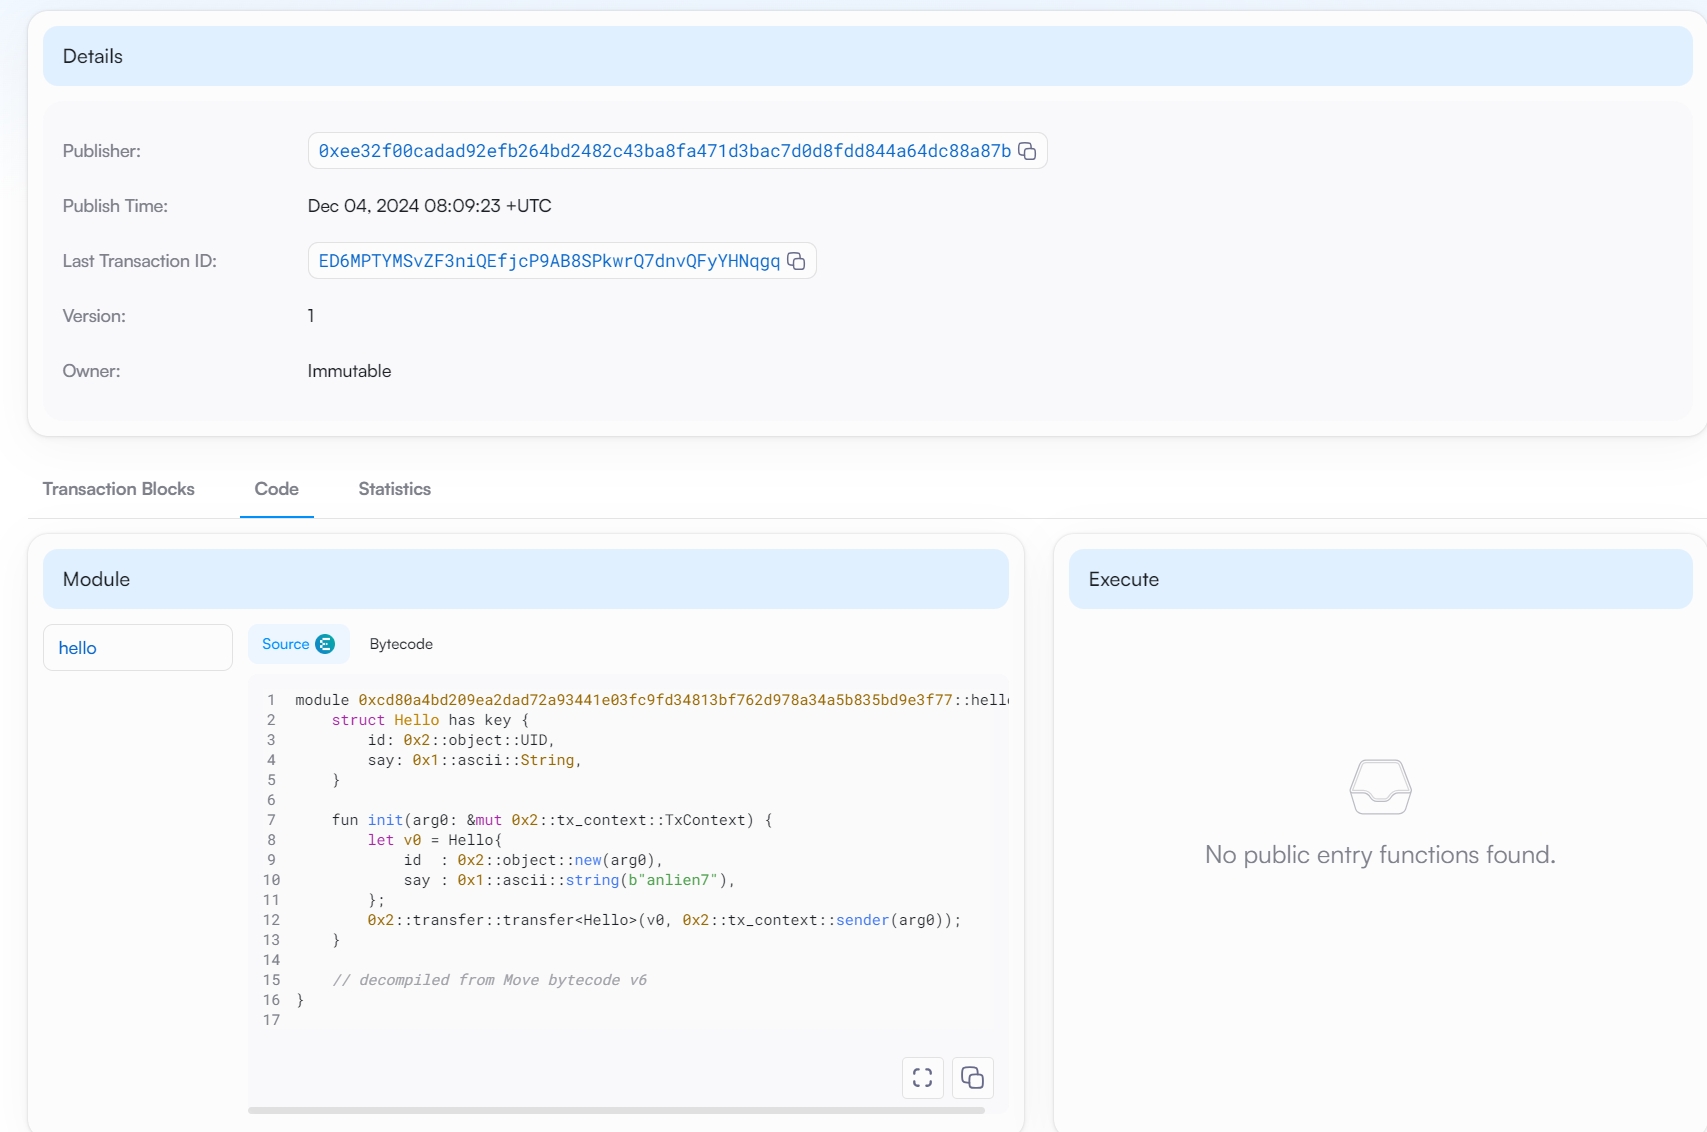 Details
Publisher: 0xee32f00cadad92efb264bd2482c43ba8fa471d3bac7d0d8fdd844a64dc88a87b
Publish Time: Dec 04, 2024 08:09:23 +UTC
Last Transaction ID: ED6MPTYMSvZF3niQEfjcP9AB8SPkwrQ7dnvQFyYHNqgq
Version: 1
Owner: Immutable
Transaction Blocks Code Statistics
Module
hello
Source Bytecode
1 module 0xcd80a4bd209ea2dad72a93441e03fc9fd34813bf762d978a34a5b835bd9e3f77::hello
2     struct Hello has key {
3         id: 0x2::object::UID,
4         say: 0x1::ascii::String,
5     }
6
7     fun init(arg0: &mut 0x2::tx_context::TxContext) {
8         let v0 = Hello{
9             id  : 0x2::object::new(arg0),
10             say : 0x1::ascii::string(b"anlien7"),
11         };
12         0x2::transfer::transfer<Hello>(v0, 0x2::tx_context::sender(arg0));
13     }
14
15     // decompiled from Move bytecode v6
16 }
17
Execute
No public entry functions found.